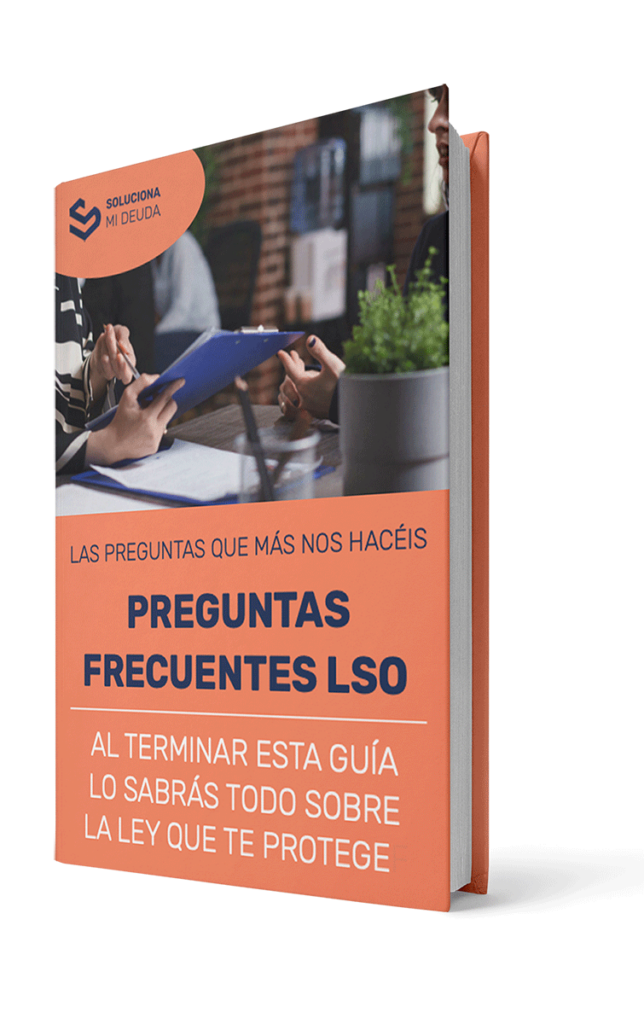 SOLUCIONA
MI DEUDA
LAS PREGUNTAS QUE MÁS NOS HACÉIS
PREGUNTAS
FRECUENTES LSO
AL TERMINAR ESTA GUÍA
LO SABRÁS TODO SOBRE
LA LEY QUE TE PROTEGE